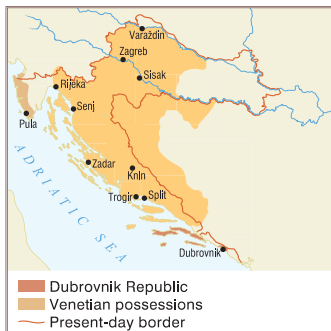 Varaždin
Zagreb
Sisak
Rijeka
Senj
Pula
Zadar
Knln
Trogir
Split
Dubrovnik
ADRIATIC SEA
Dubrovnik Republic
Venetian possessions
Present-day border